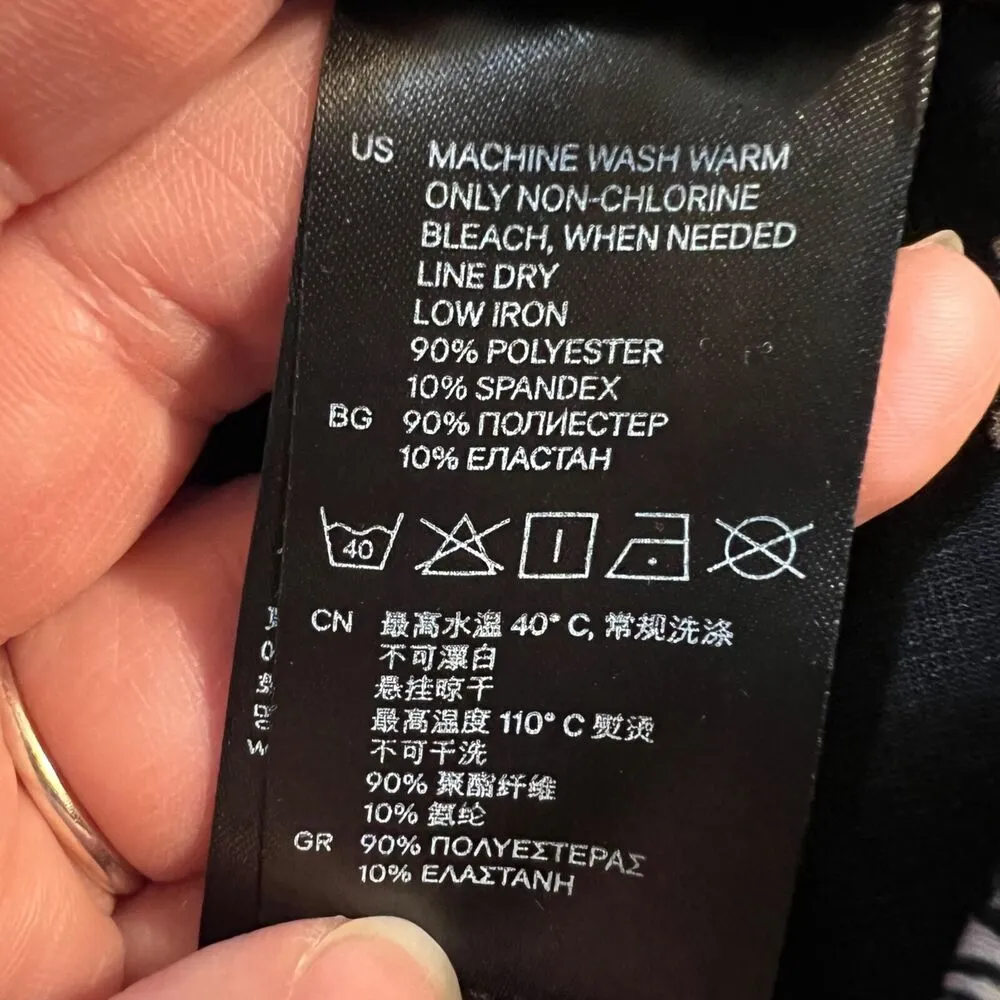 US MACHINE WASH WARM
ONLY NON-CHLORINE
BLEACH, WHEN NEEDED
LINE DRY
LOW IRON
90% POLYESTER
10% SPANDEX
BG 90% ПОЛИЕСТЕР
10% ЕЛАСТАН
40
CN 最高水温 40° C, 常规洗涤
不可漂白
悬挂晾干
最高温度 110° C 熨烫
不可干洗
90% 聚酯纤维
10% 氨纶
GR 90% ΠΟΛΥΕΣΤΕΡΑΣ
10% ΕΛΑΣΤΑΝΗ